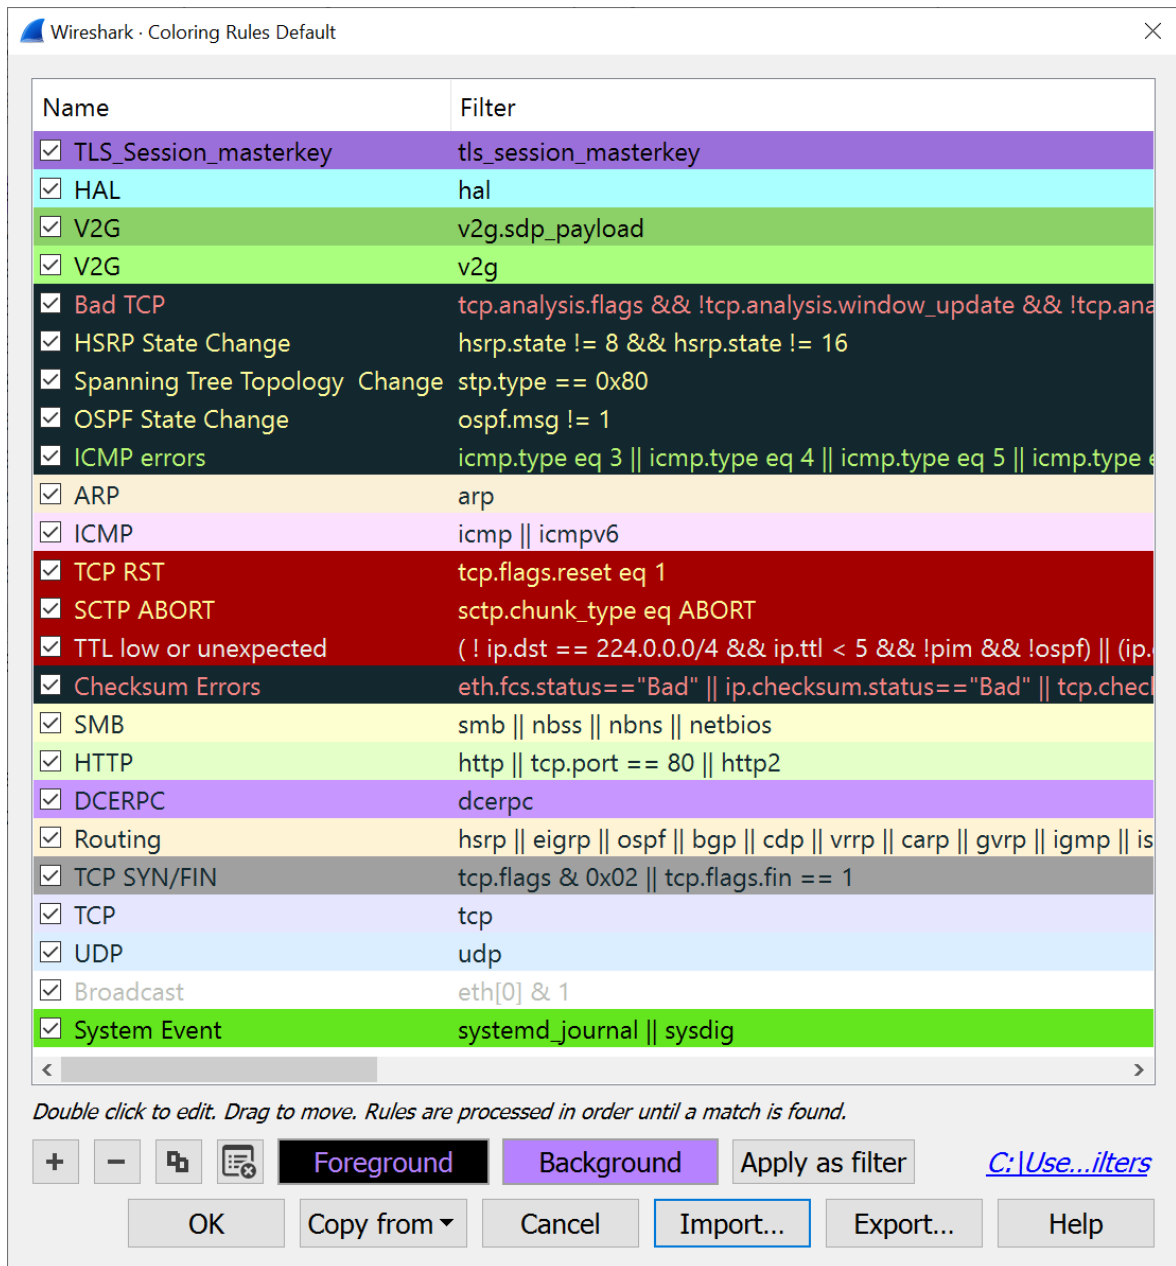 Wireshark · Coloring Rules Default
Name Filter
TLS_Session_masterkey tls_session_masterkey
HAL hal
V2G v2g.sdp_payload
V2G v2g
Bad TCP tcp.analysis.flags && !tcp.analysis.window_update && !tcp.ana
HSRP State Change hsrp.state != 8 && hsrp.state != 16
Spanning Tree Topology  Change stp.type == 0x80
OSPF State Change ospf.msg != 1
ICMP errors icmp.type eq 3 || icmp.type eq 4 || icmp.type eq 5 || icmp.type e
ARP arp
ICMP icmp || icmpv6
TCP RST tcp.flags.reset eq 1
SCTP ABORT sctp.chunk_type eq ABORT
TTL low or unexpected ( ! ip.dst == 224.0.0.0/4 && ip.ttl < 5 && !pim && !ospf) || (ip.
Checksum Errors eth.fcs.status=="Bad" || ip.checksum.status=="Bad" || tcp.chec
SMB smb || nbss || nbns || netbios
HTTP http || tcp.port == 80 || http2
DCERPC dcerpc
Routing hsrp || eigrp || ospf || bgp || cdp || vrrp || carp || gvrp || igmp || is
TCP SYN/FIN tcp.flags & 0x02 || tcp.flags.fin == 1
TCP tcp
UDP udp
Broadcast eth[0] & 1
System Event systemd_journal || sysdig
Double click to edit. Drag to move. Rules are processed in order until a match is found.
Foreground Background Apply as filter C:\Use...ilters
OK Copy from Cancel Import... Export... Help